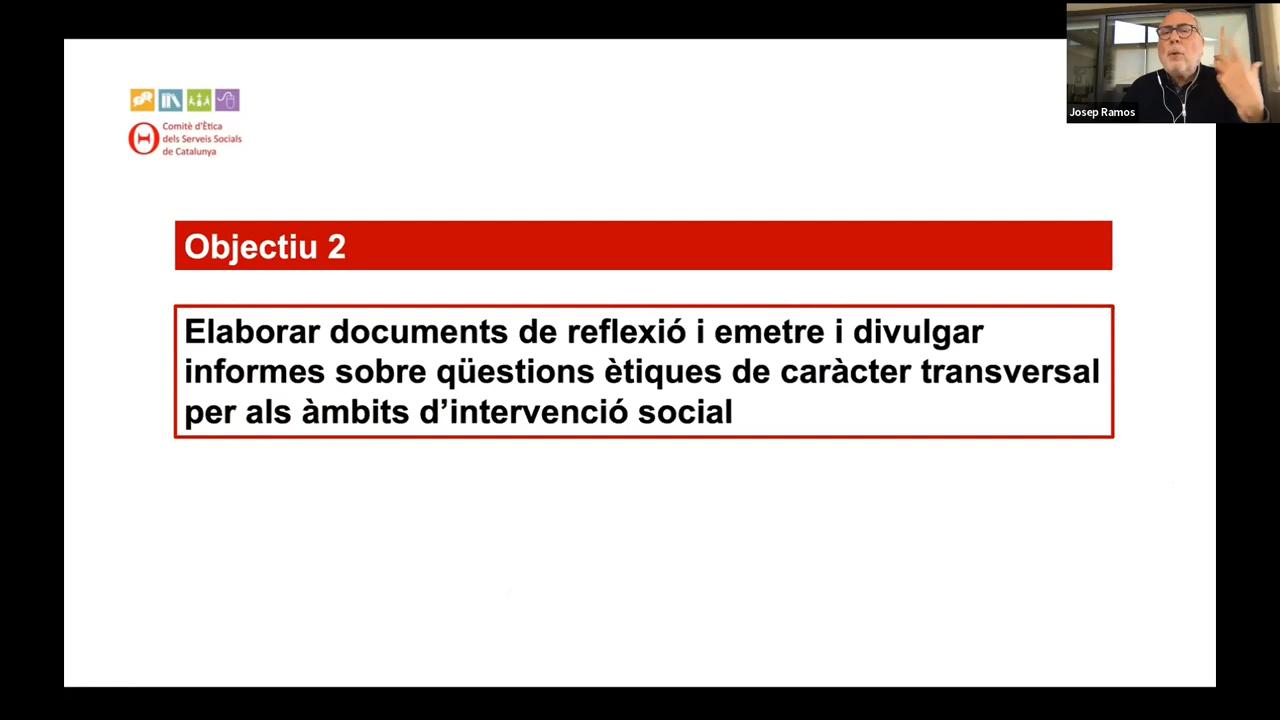 Josep Ramos
Comitè d'Ètica
dels Serveis Socials
de Catalunya
Objectiu 2
Elaborar documents de reflexió i emetre i divulgar
informes sobre qüestions ètiques de caràcter transversal
per als àmbits d'intervenció social